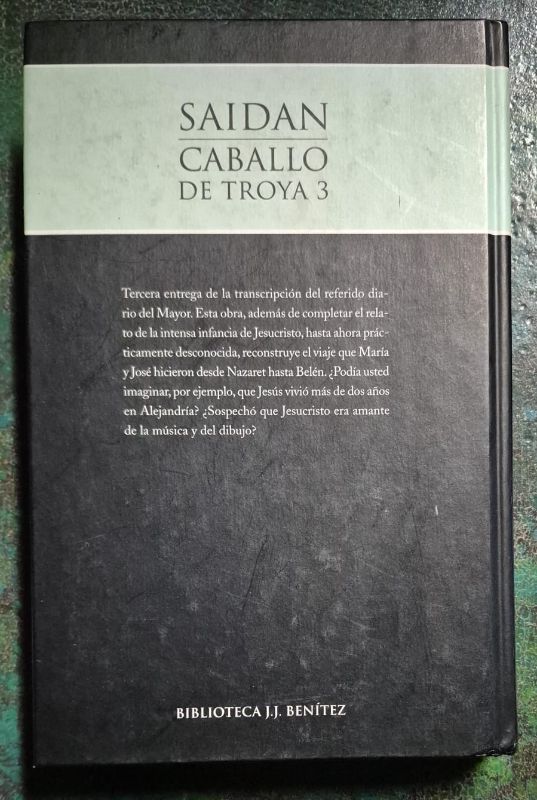 SAIDAN
CABALLO
DE TROYA 3
Tercera entrega de la transcripción del referido dia-
rio del Mayor. Esta obra, además de completar el rela-
to de la intensa infancia de Jesucristo, hasta ahora prác-
ticamente desconocida, reconstruye el viaje que María
y José hicieron desde Nazaret hasta Belén. ¿Podía usted
imaginar, por ejemplo, que Jesús vivió más de dos años
en Alejandría? ¿Sospechó que Jesucristo era amante
de la música y del dibujo?
BIBLIOTECA J.J. BENÍTEZ